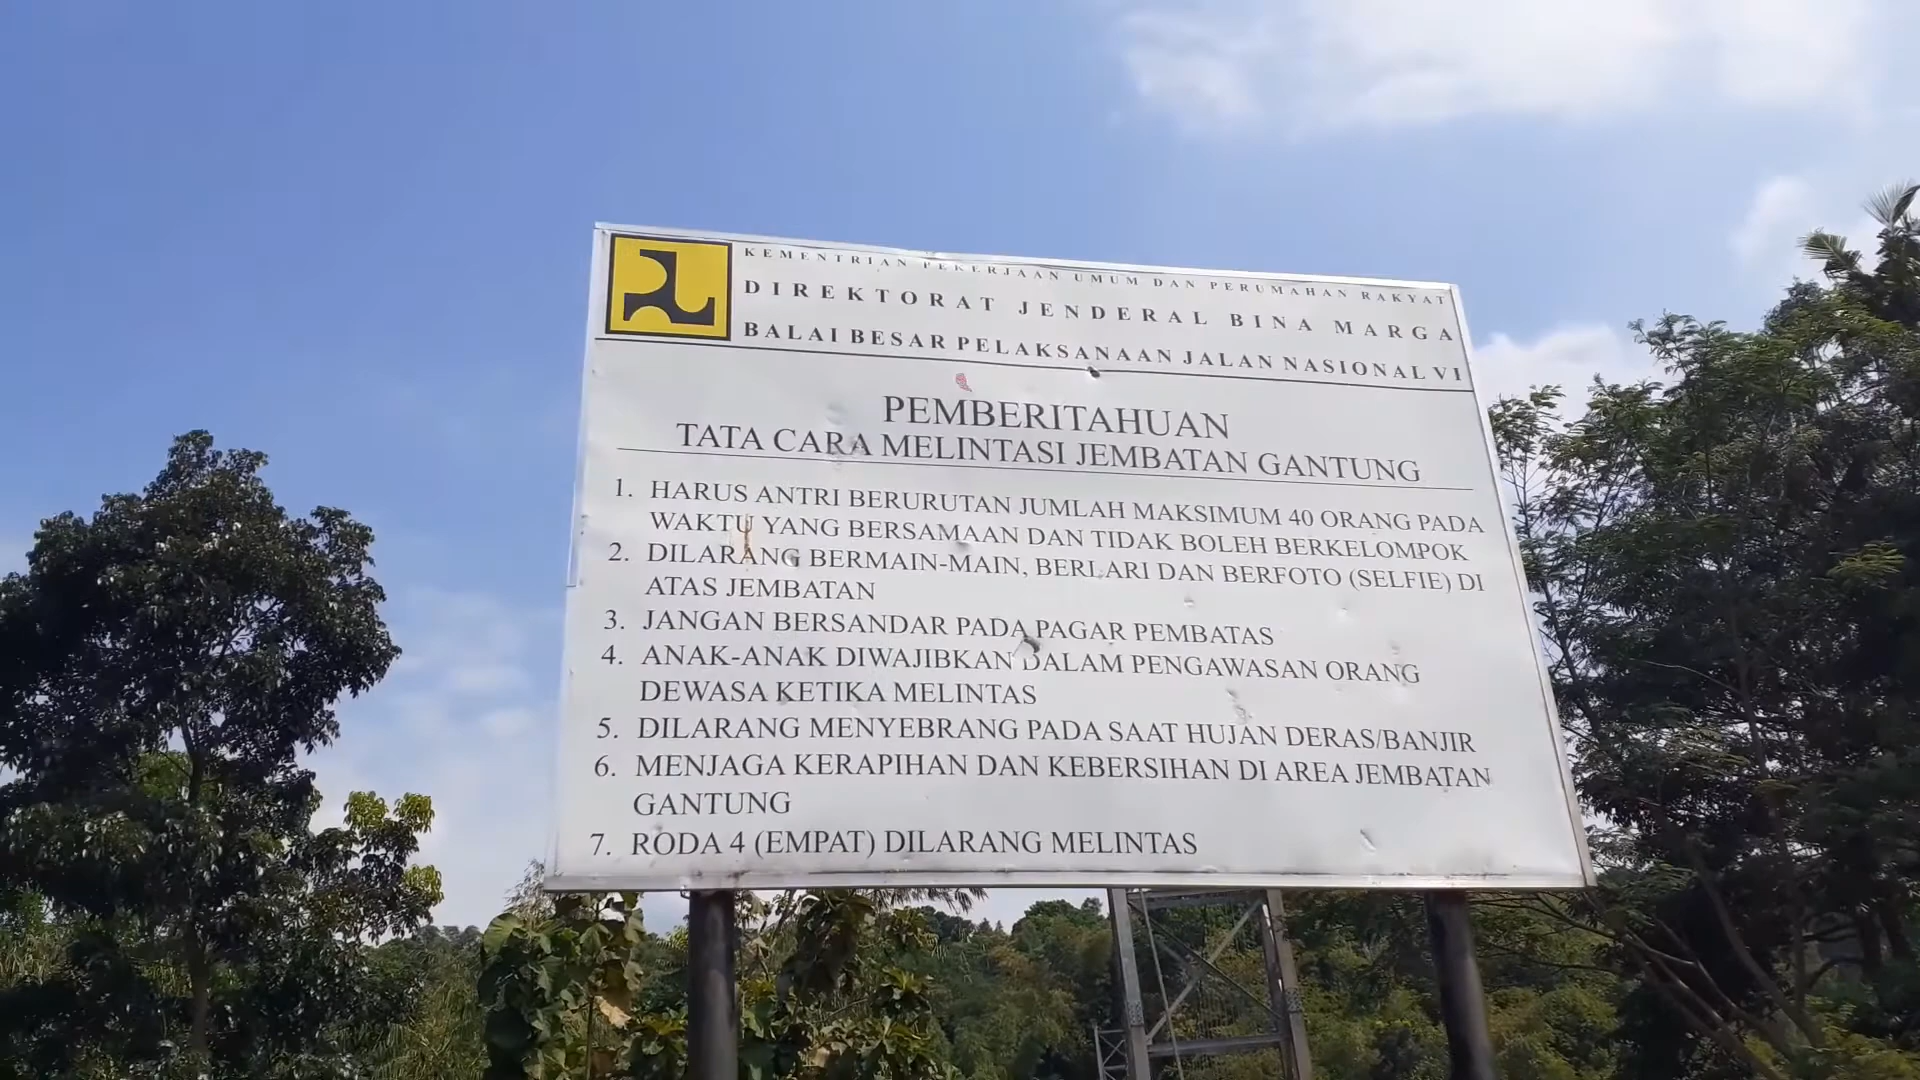 KEMENTRIAN PEKERJAAN UMUM DAN PERUMAHAN RAKYAT
DIREKTORAT JENDERAL BINA MARGA
BALAI BESAR PELAKSANAAN JALAN NASIONAL VI
PEMBERITAHUAN
TATA CARA MELINTASI JEMBATAN GANTUNG
1. HARUS ANTRI BERURUTAN JUMLAH MAKSIMUM 40 ORANG PADA
WAKTU YANG BERSAMAAN DAN TIDAK BOLEH BERKELOMPOK
2. DILARANG BERMAIN-MAIN, BERLARI DAN BERFOTO (SELFIE) DI
ATAS JEMBATAN
3. JANGAN BERSANDAR PADA PAGAR PEMBATAS
4. ANAK-ANAK DIWAJIBKAN DALAM PENGAWASAN ORANG
DEWASA KETIKA MELINTAS
5. DILARANG MENYEBRANG PADA SAAT HUJAN DERAS/BANJIR
6. MENJAGA KERAPIHAN DAN KEBERSIHAN DI AREA JEMBATAN
GANTUNG
7. RODA 4 (EMPAT) DILARANG MELINTAS